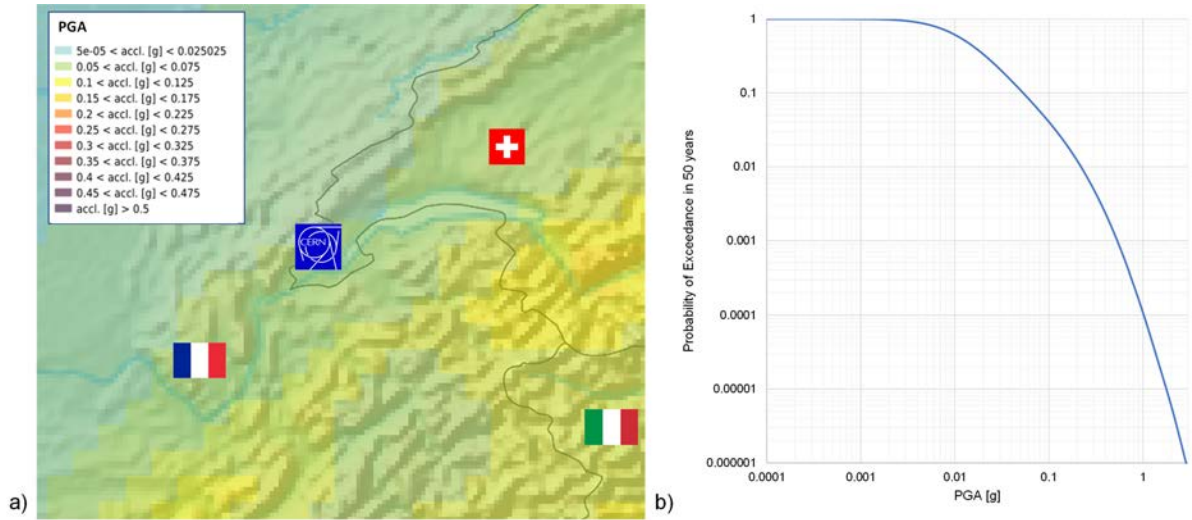 PGA
5e-05 < accl. [g] < 0.025025
0.05 < accl. [g] < 0.075
0.1 < accl. [g] < 0.125
0.15 < accl. [g] < 0.175
0.2 < accl. [g] < 0.225
0.25 < accl. [g] < 0.275
0.3 < accl. [g] < 0.325
0.35 < accl. [g] < 0.375
0.4 < accl. [g] < 0.425
0.45 < accl. [g] < 0.475
accl. [g] > 0.5
CERN
a)
Probability of Exceedance in 50 years
1
0.1
0.01
0.001
0.0001
0.00001
0.000001
0.0001
0.001
0.01
0.1
1
PGA [g]
b)